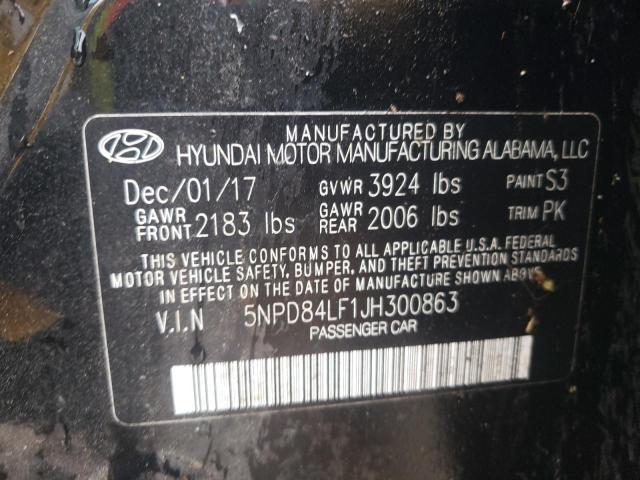 MANUFACTURED BY
HYUNDAI MOTOR MANUFACTURING ALABAMA, LLC
Dec/01/17 GVWR 3924 lbs PAINT S3
GAWR FRONT 2183 lbs GAWR REAR 2006 lbs TRIM PK
THIS VEHICLE CONFORMS TO ALL APPLICABLE U.S.A. FEDERAL
MOTOR VEHICLE SAFETY, BUMPER, AND THEFT PREVENTION STANDARDS
IN EFFECT ON THE DATE OF MANUFACTURE SHOWN ABOVE
V.I.N 5NPD84LF1JH300863
PASSENGER CAR